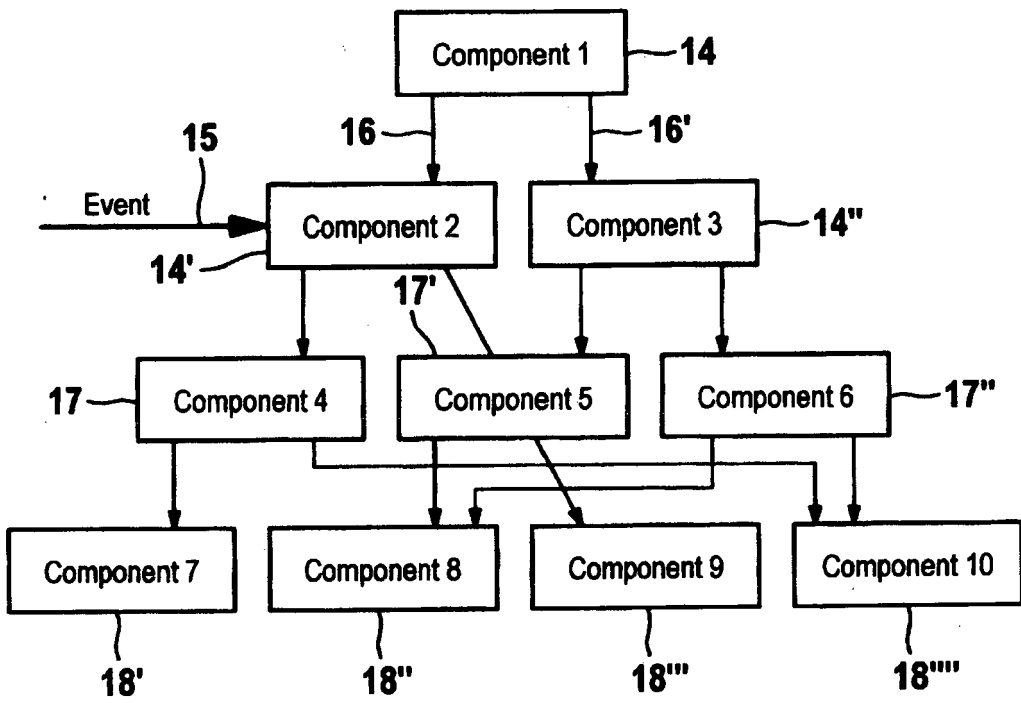 Component 1
14
16
16'
15
Event
Component 2
Component 3
14'
14"
17'
Component 4
Component 5
Component 6
17
17"
Component 7
Component 8
Component 9
Component 10
18'
18"
18'"
18""